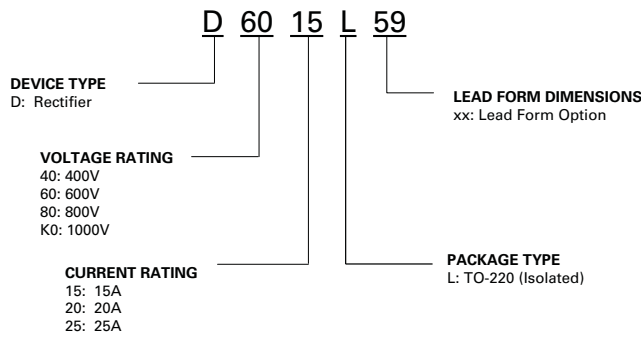 D 60 15 L 59
DEVICE TYPE
D: Rectifier
LEAD FORM DIMENSIONS
xx: Lead Form Option
VOLTAGE RATING
40: 400V
60: 600V
80: 800V
K0: 1000V
CURRENT RATING
15: 15A
20: 20A
25: 25A
PACKAGE TYPE
L: TO-220 (Isolated)